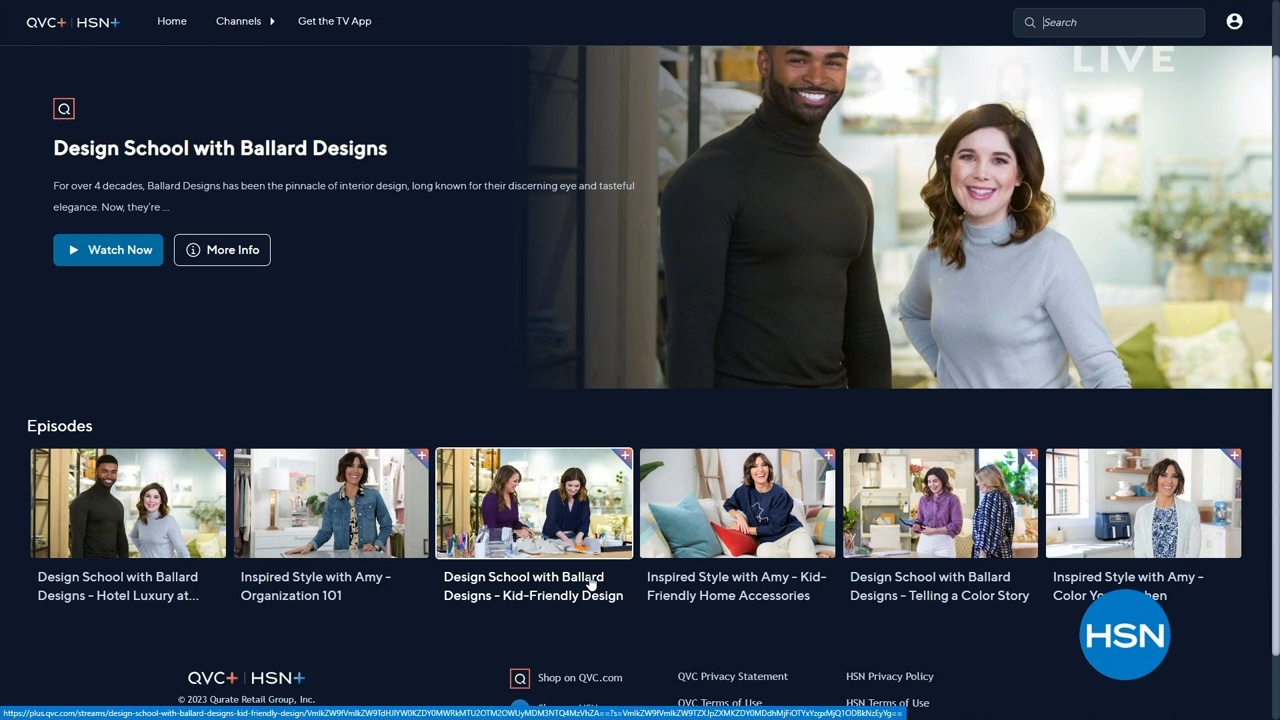 QVC+ | HSN+
Home
Channels
Get the TV App
Search
LIVE
Design School with Ballard Designs
For over 4 decades, Ballard Designs has been the pinnacle of interior design, long known for their discerning eye and tasteful
elegance. Now, they're ...
Watch Now
More Info
Episodes
Design School with Ballard
Designs - Hotel Luxury at...
Inspired Style with Amy -
Organization 101
Design School with Ballard
Designs - Kid-Friendly Design
Inspired Style with Amy - Kid-
Friendly Home Accessories
Design School with Ballard
Designs - Telling a Color Story
Inspired Style with Amy -
Color
HSN
QVC+ | HSN+
© 2023 Qurate Retail Group, Inc.
Shop on QVC.com
QVC Privacy Statement
QVC Terms of Use
HSN Privacy Policy
HSN Terms of Use